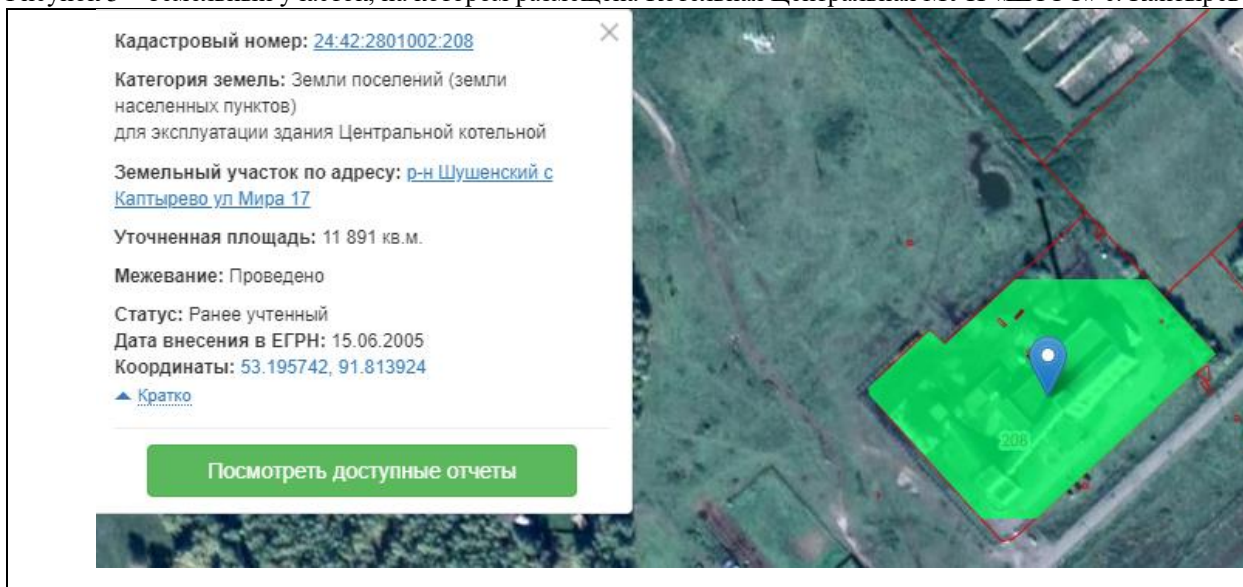 Кадастровый номер: 24:42:2801002:208
Категория земель: Земли поселений (земли
населенных пунктов)
для эксплуатации здания Центральной котельной
Земельный участок по адресу: р-н Шушенский с
Каптырево ул Мира 17
Уточненная площадь: 11 891 кв.м.
Межевание: Проведено
Статус: Ранее учтенный
Дата внесения в ЕГРН: 15.06.2005
Координаты: 53.195742, 91.813924
Кратко
Посмотреть доступные отчеты
208